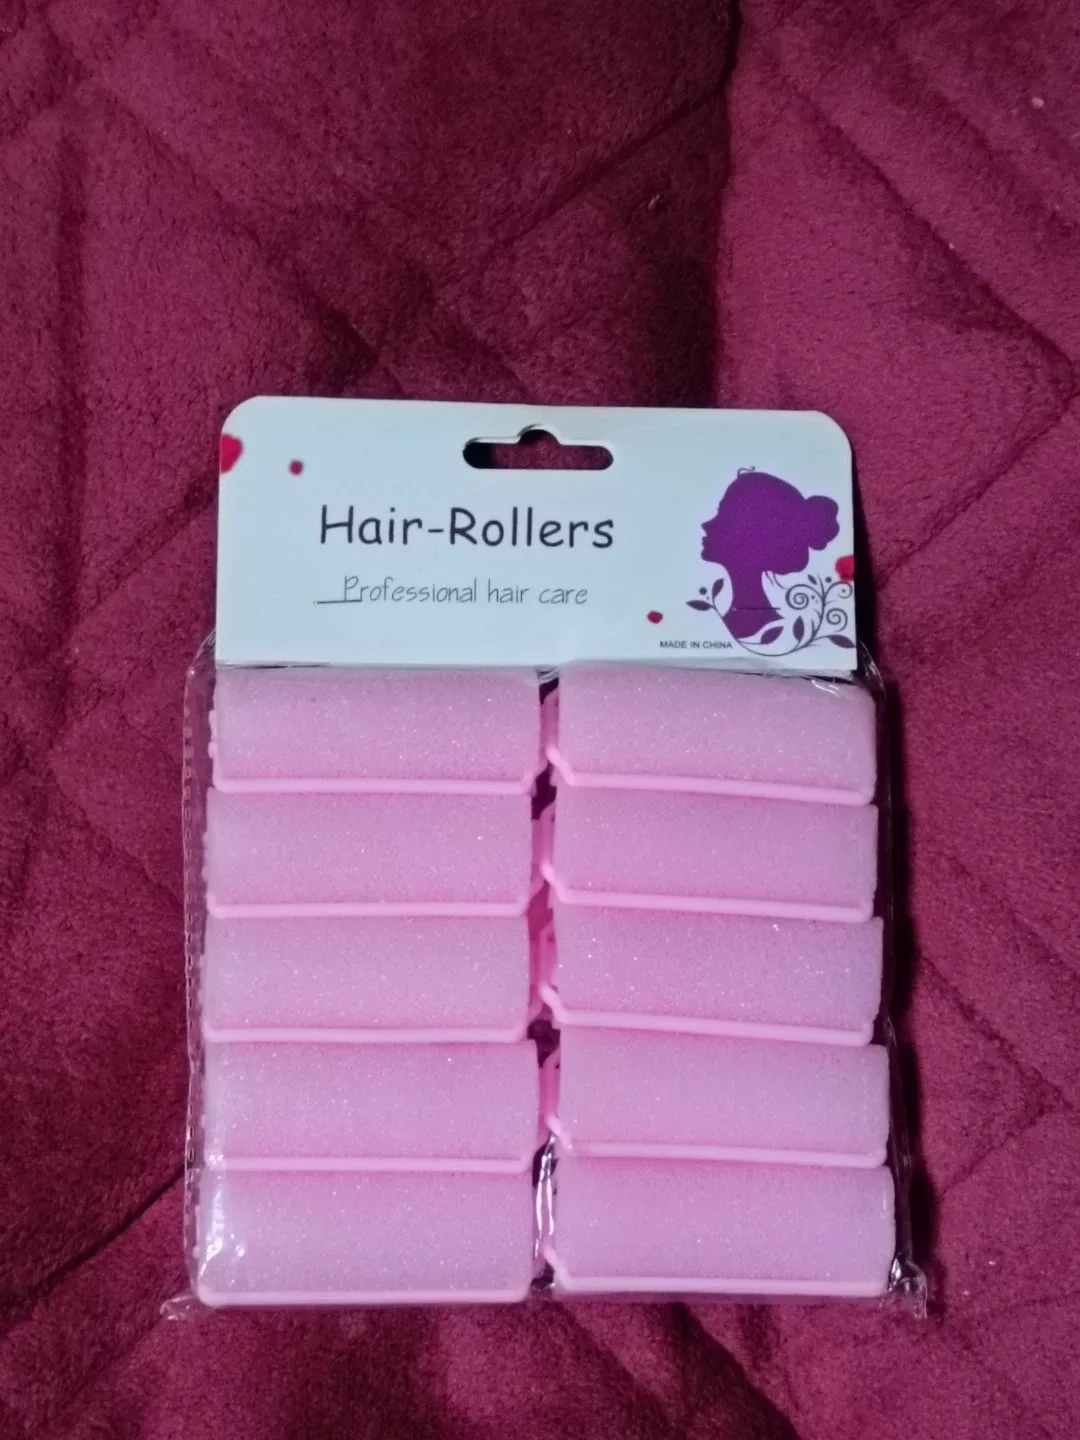 Hair-Rollers
Professional hair care
MADE IN CHINA